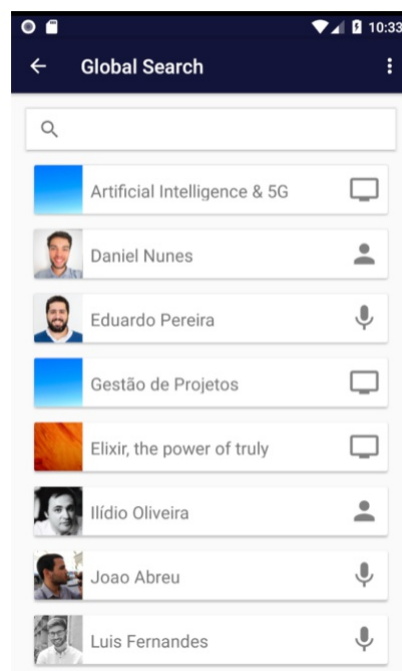 10:33
Global Search
Artificial Intelligence & 5G
Daniel Nunes
Eduardo Pereira
Gestão de Projetos
Elixir, the power of truly
Ilídio Oliveira
Joao Abreu
Luis Fernandes